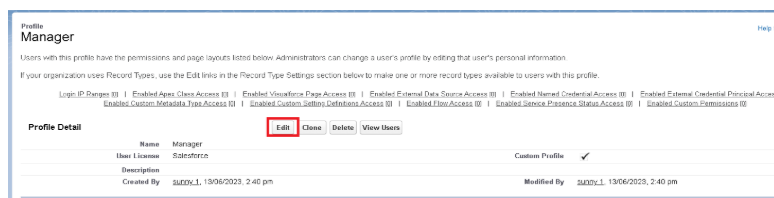 Profile
Manager
Help
Users with this profile have the permissions and page layouts listed below. Administrators can change a user's profile by editing that user's personal information.
If your organization uses Record Types, use the Edit links in the Record Type Settings section below to make one or more record types available to users with this profile.
Login IP Ranges [0] | Enabled Apex Class Access [0] | Enabled Visualforce Page Access [0] | Enabled External Data Source Access [0] | Enabled Named Credential Access [0] | Enabled External Credential Principal Acces
Enabled Custom Metadata Type Access [0] | Enabled Custom Setting Definitions Access [0] | Enabled Flow Access [0] | Enabled Service Presence Status Access [0] | Enabled Custom Permissions [0]
Profile Detail Edit Clone Delete View Users
Name Manager
User License Salesforce Custom Profile ✓
Description
Created By sunny 1, 13/06/2023, 2:40 pm Modified By sunny 1, 13/06/2023, 2:40 pm